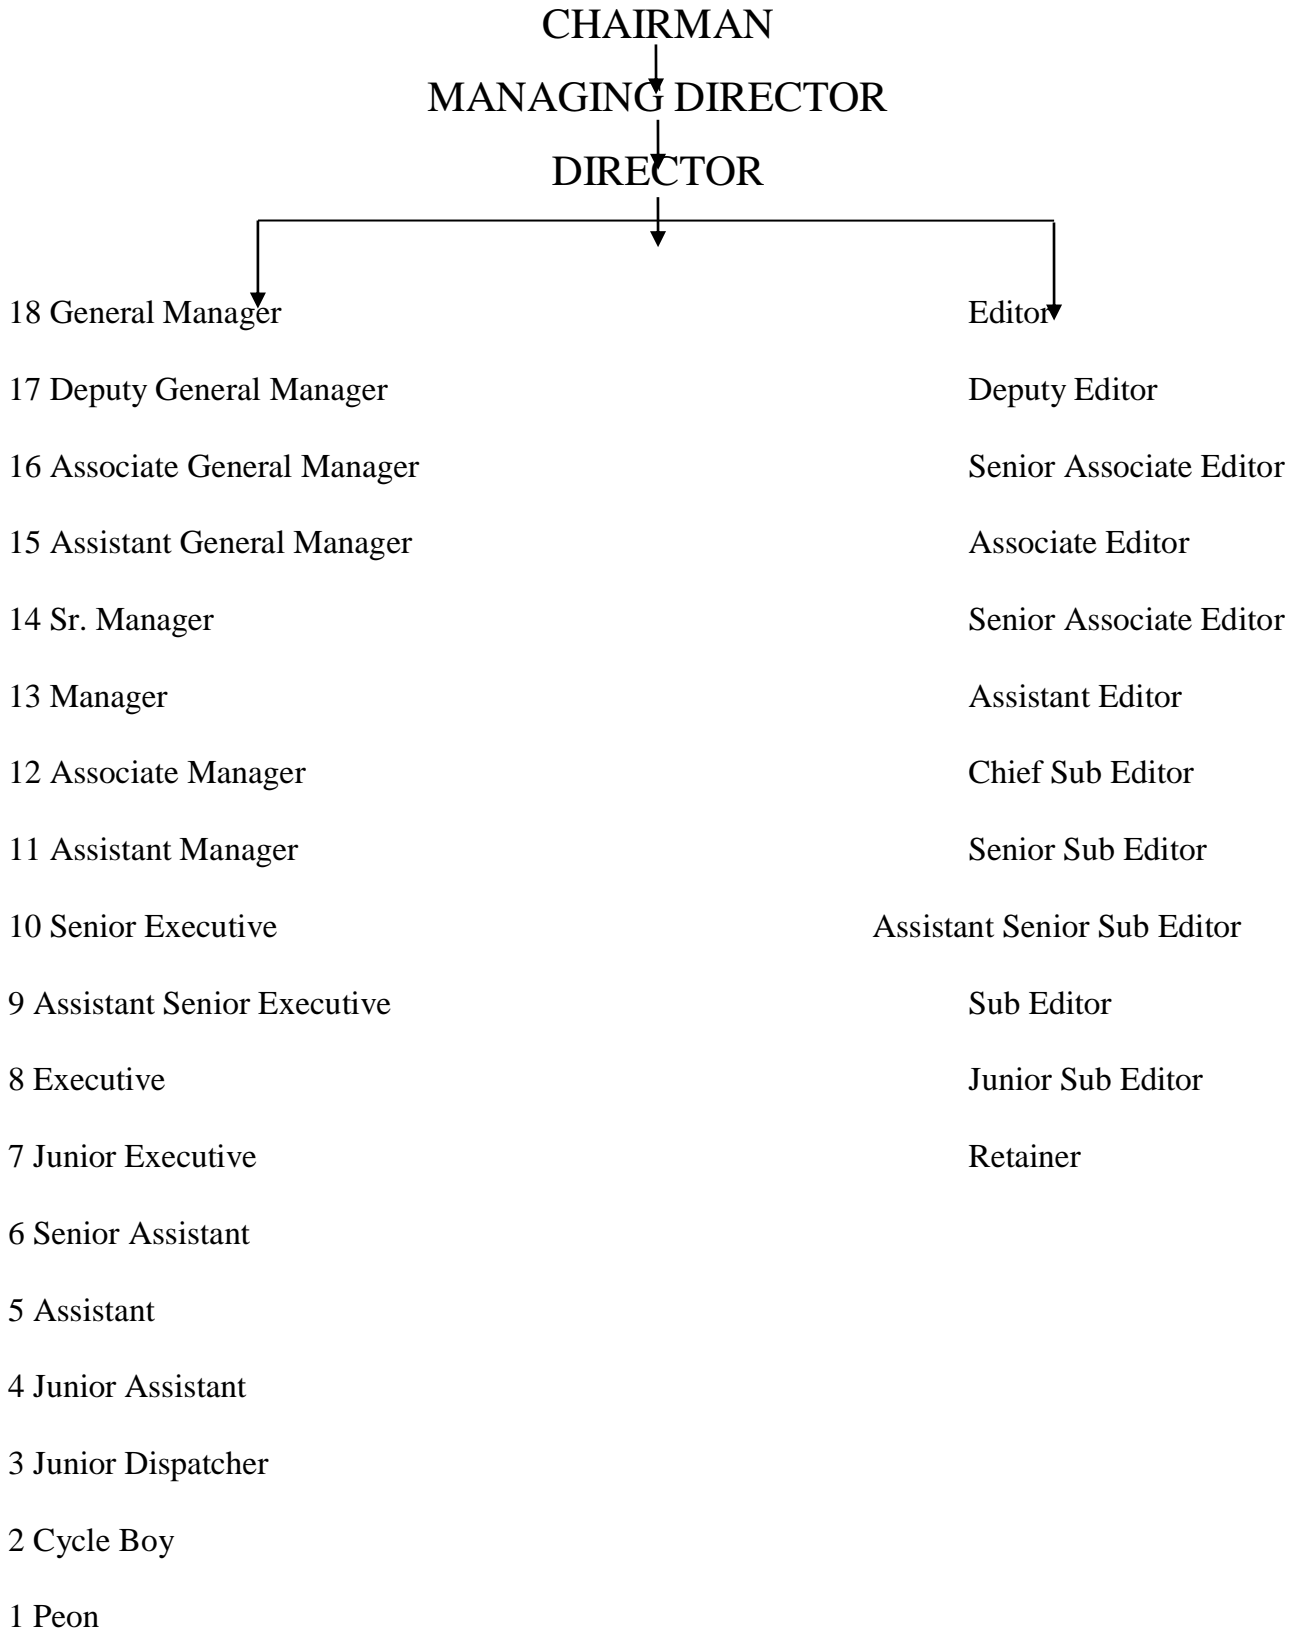 CHAIRMAN
MANAGING DIRECTOR
DIRECTOR
18 General Manager Editor
17 Deputy General Manager Deputy Editor
16 Associate General Manager Senior Associate Editor
15 Assistant General Manager Associate Editor
14 Sr. Manager Senior Associate Editor
13 Manager Assistant Editor
12 Associate Manager Chief Sub Editor
11 Assistant Manager Senior Sub Editor
10 Senior Executive Assistant Senior Sub Editor
9 Assistant Senior Executive Sub Editor
8 Executive Junior Sub Editor
7 Junior Executive Retainer
6 Senior Assistant
5 Assistant
4 Junior Assistant
3 Junior Dispatcher
2 Cycle Boy
1 Peon